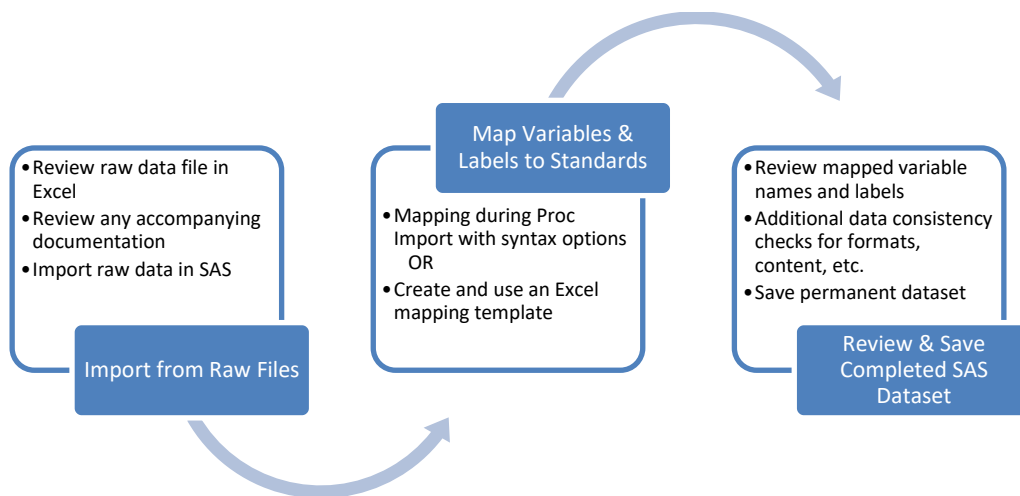 •Review raw data file in
Excel
•Review any accompanying
documentation
•Import raw data in SAS
Import from Raw Files
Map Variables &
Labels to Standards
•Mapping during Proc
Import with syntax options
OR
•Create and use an Excel
mapping template
•Review mapped variable
names and labels
•Additional data consistency
checks for formats,
content, etc.
•Save permanent dataset
Review & Save
Completed SAS
Dataset